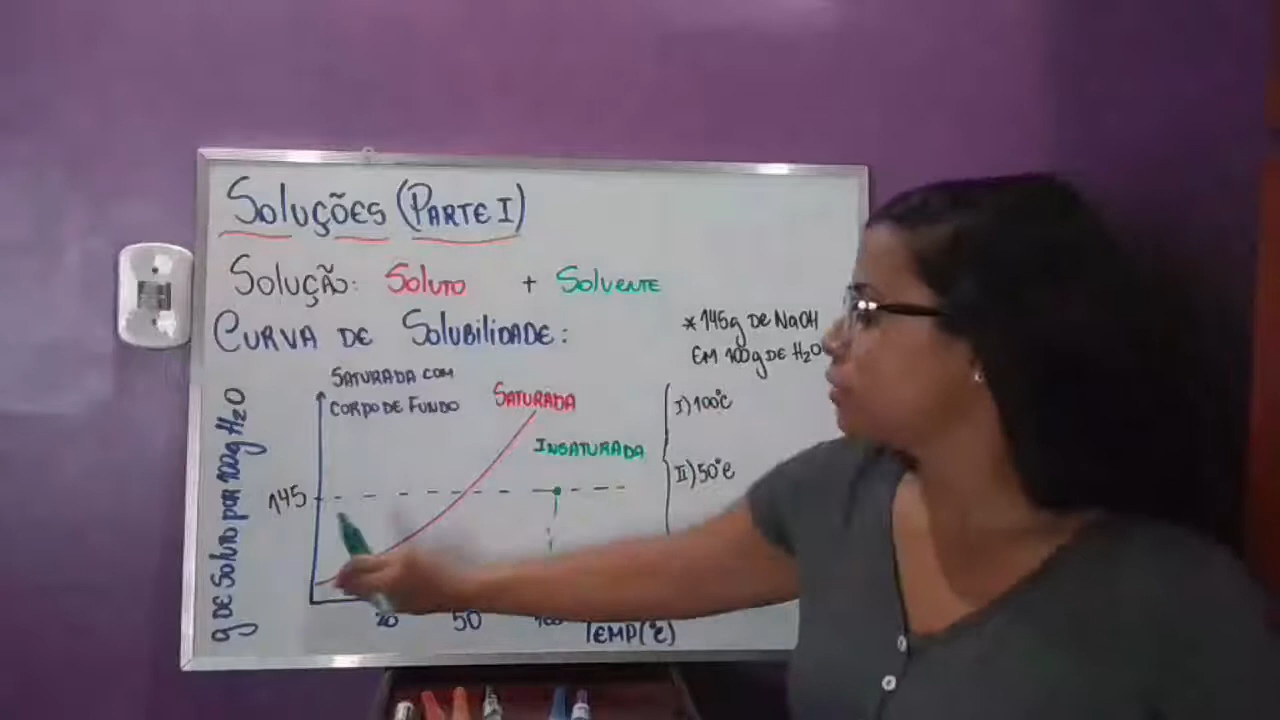 Soluções (Parte I)
Solução: Soluto + Solvente
Curva de Solubilidade:
* 145g de NaOH
em 100g de H2O
Saturada com
corpo de fundo
Saturada
Insaturada
I) 100°C
II) 50°C
g de soluto por 100g H2O
145
20 50 100 Temp(°C)